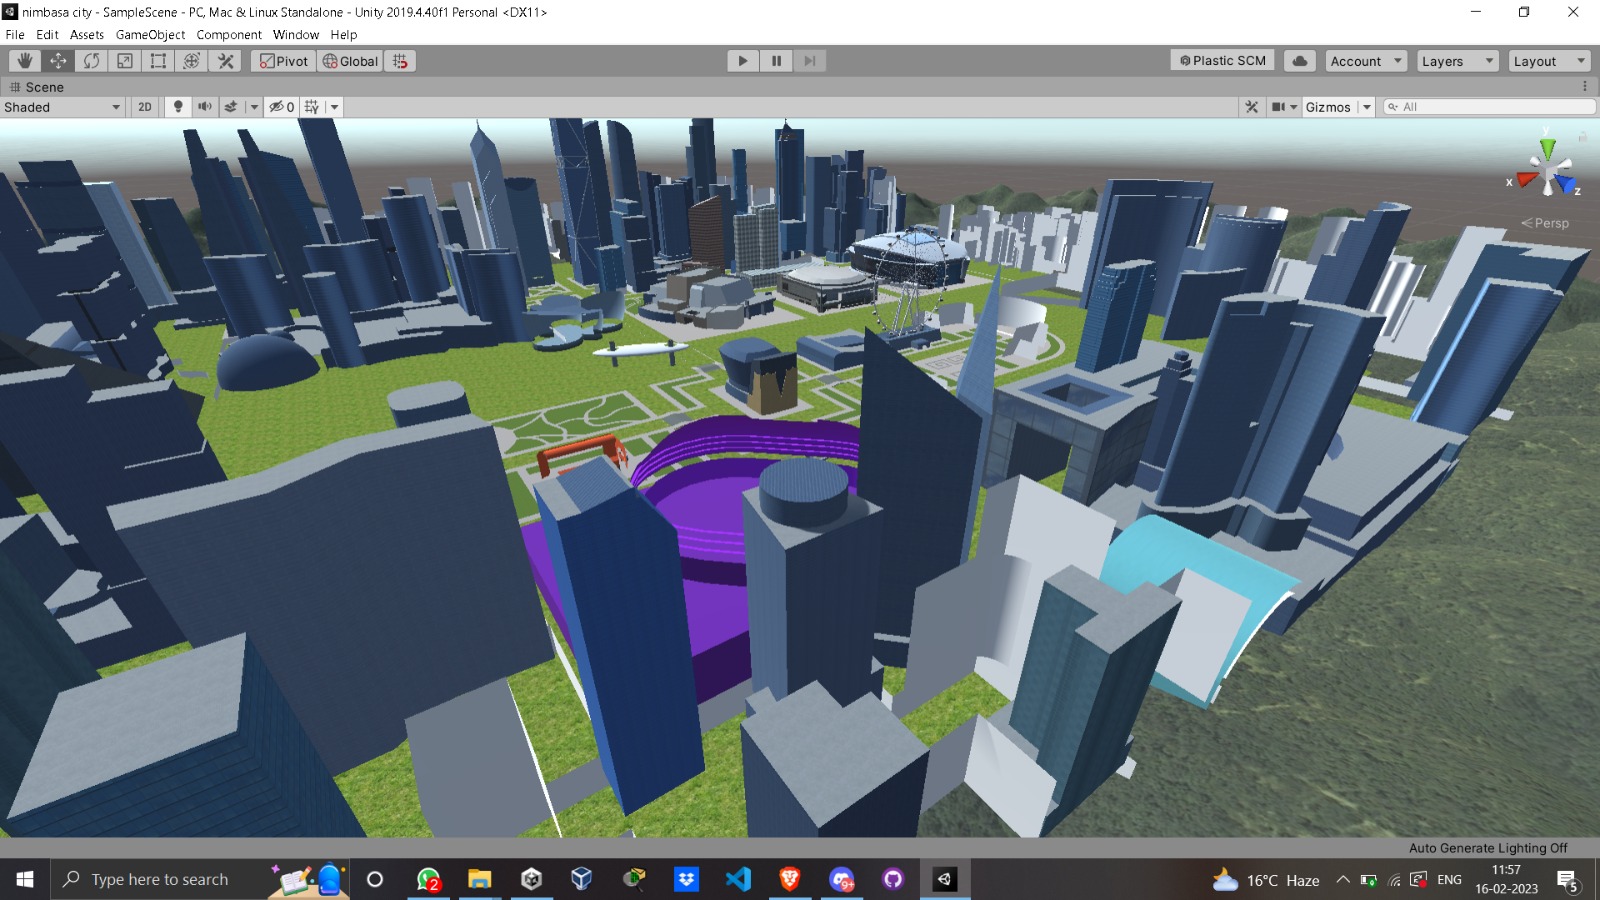 nimbasa city - SampleScene - PC, Mac & Linux Standalone - Unity 2019.4.40f1 Personal <DX11>
File Edit Assets GameObject Component Window Help
Pivot Global Plastic SCM Account Layers Layout
Scene
Shaded 2D 0 Gizmos All
y
x
z
Persp
Auto Generate Lighting Off
Type here to search 2 9+ 16°C Haze ENG 11:57
16-02-2023
5